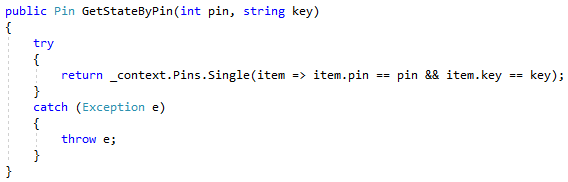 public Pin GetStateByPin(int pin, string key)
{
    try
    {
        return _context.Pins.Single(item => item.pin == pin && item.key == key);
    }
    catch (Exception e)
    {
        throw e;
    }
}